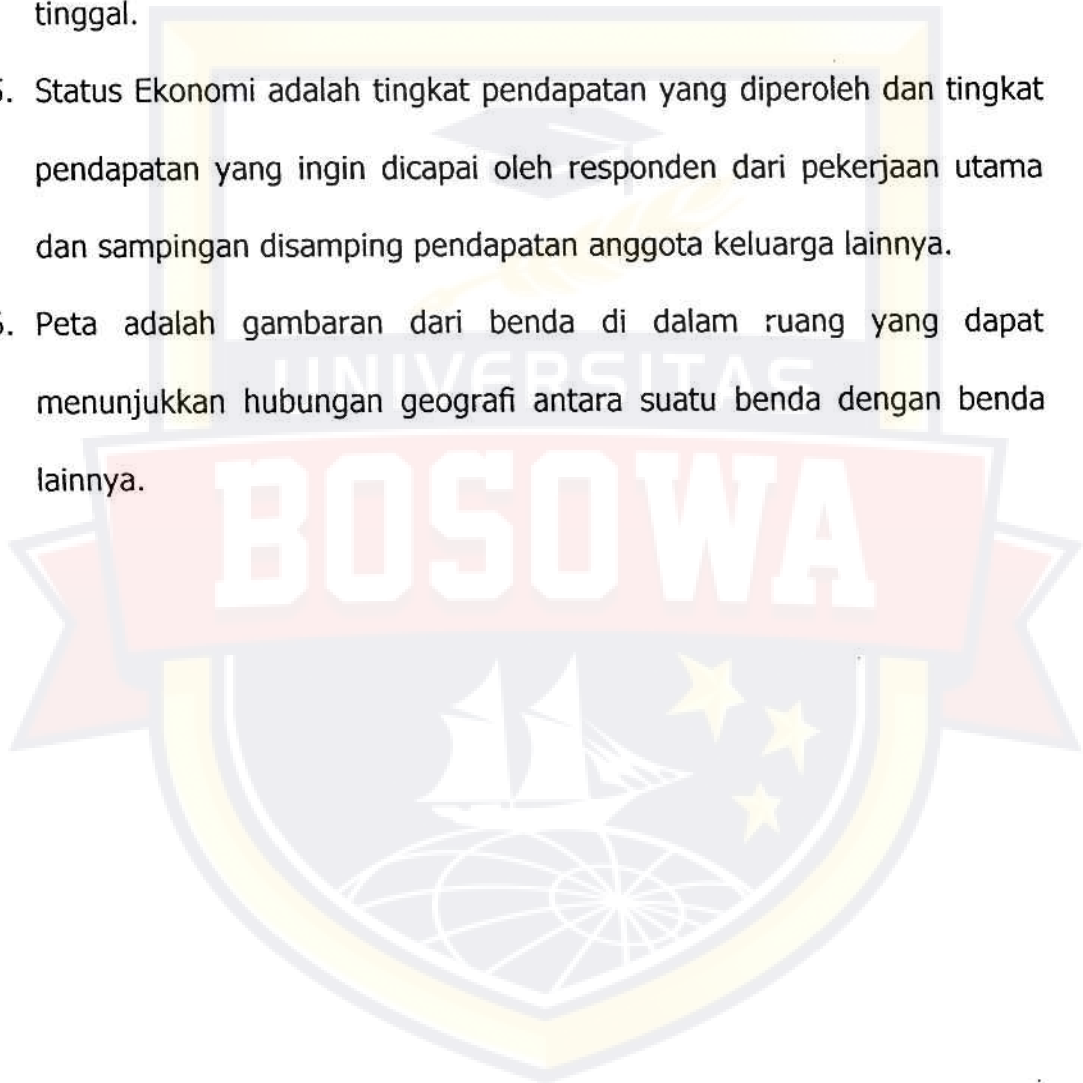 tinggal.
5. Status Ekonomi adalah tingkat pendapatan yang diperoleh dan tingkat
pendapatan yang ingin dicapai oleh responden dari pekerjaan utama
dan sampingan disamping pendapatan anggota keluarga lainnya.
6. Peta adalah gambaran dari benda di dalam ruang yang dapat
UNIVERSITAS
menunjukkan hubungan geografi antara suatu benda dengan benda
lainnya.
BOSOWA